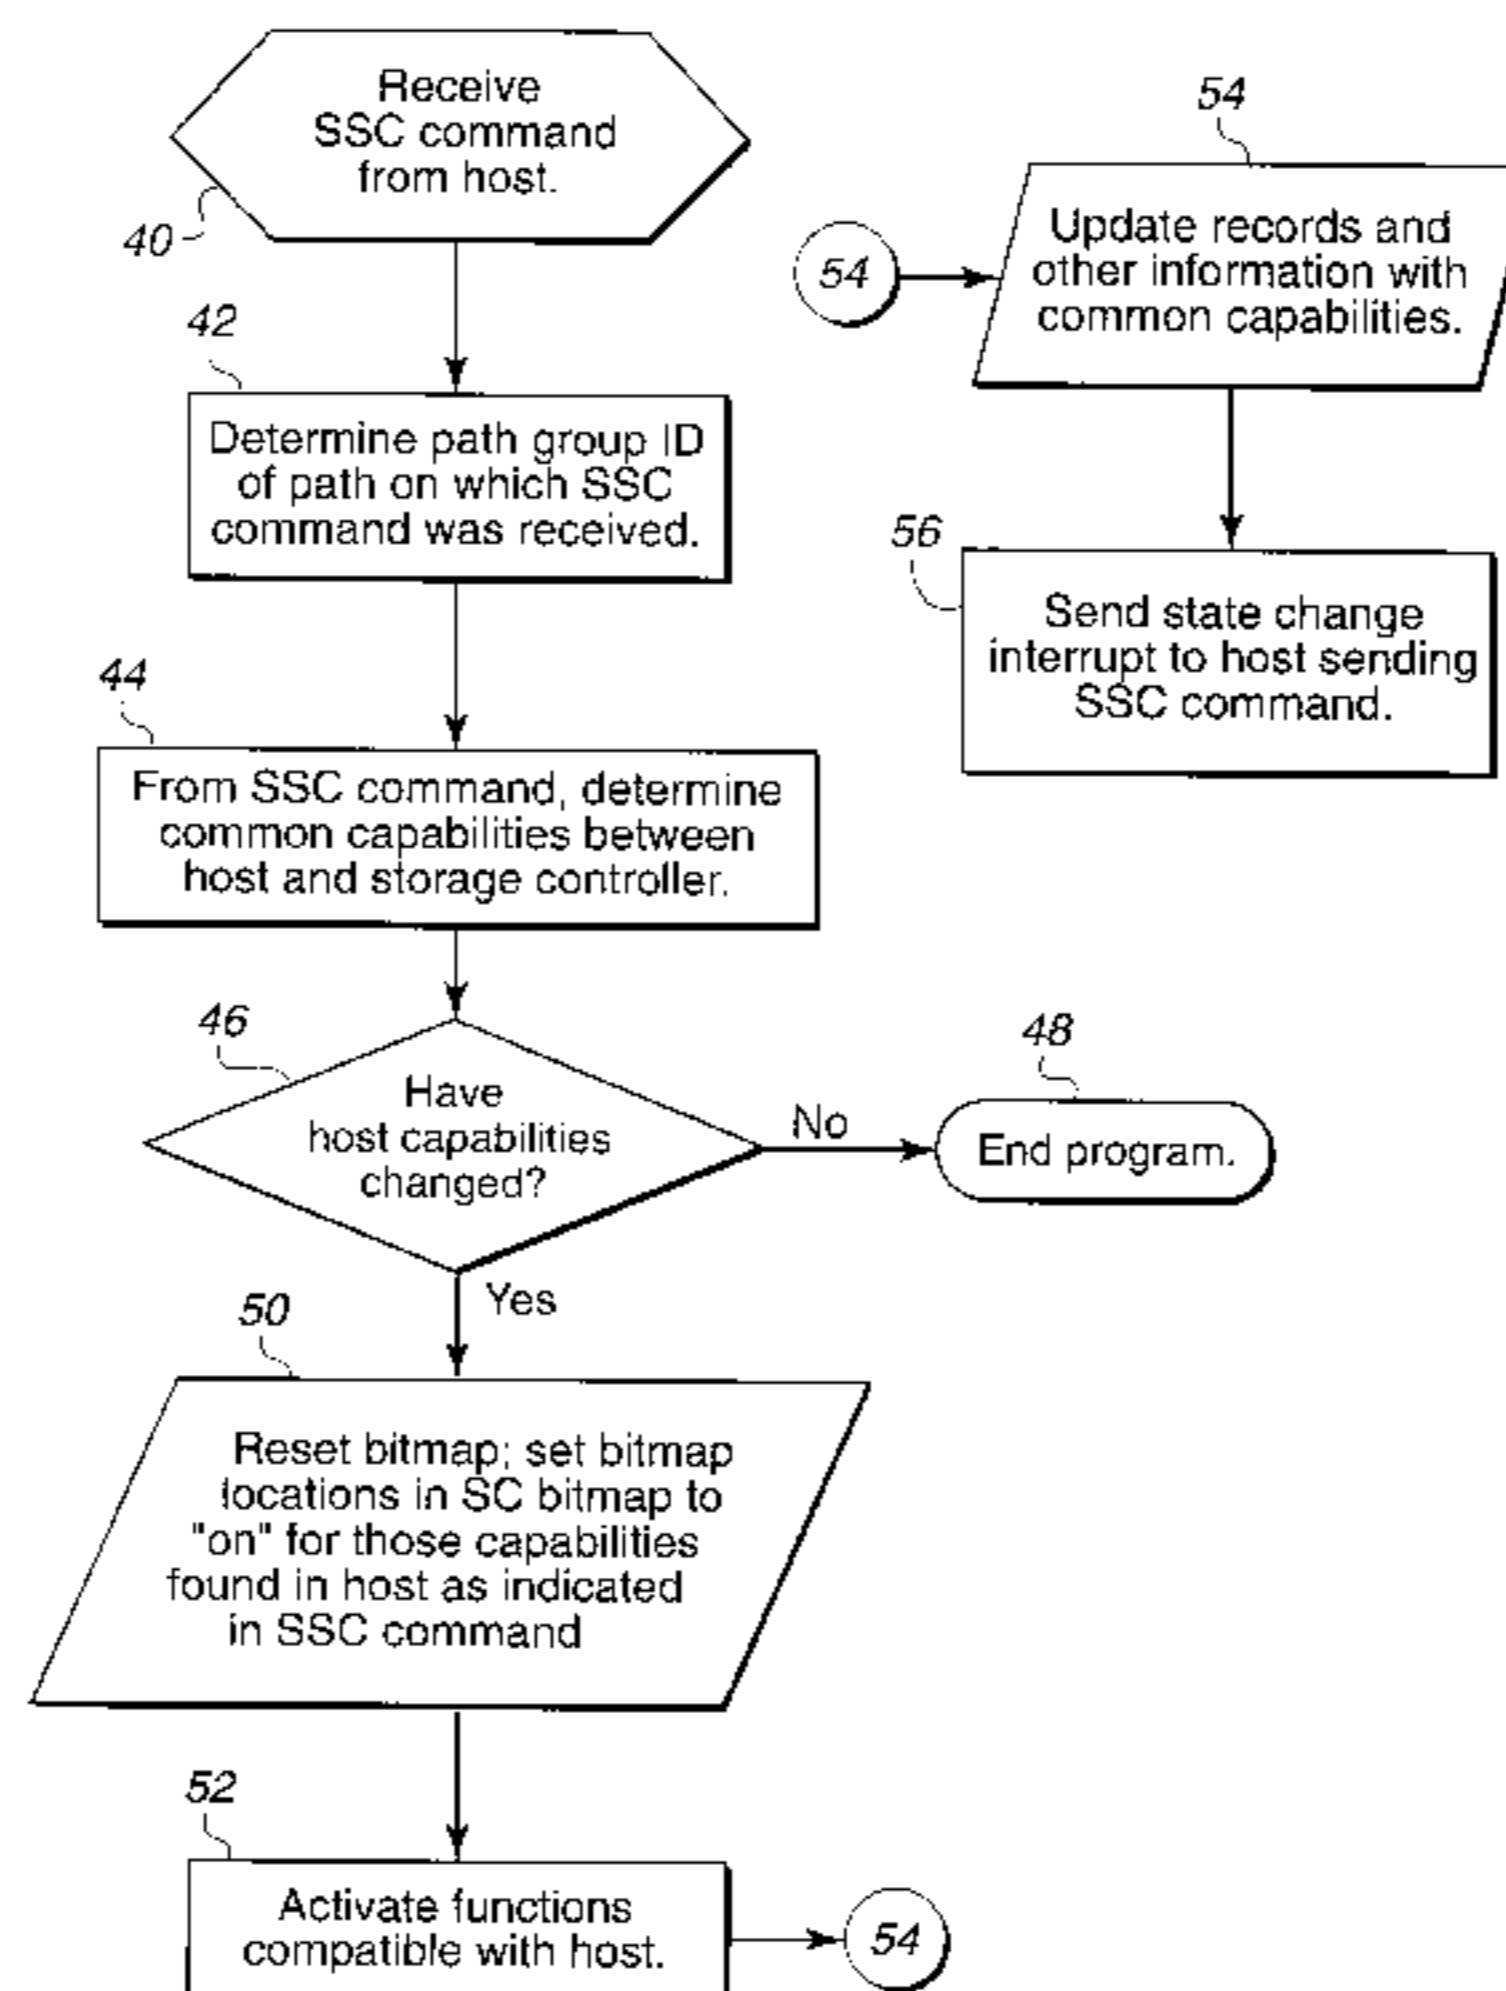 Receive
SSC command
from host.
40
42
Determine path group ID
of path on which SSC
command was received.
44
From SSC command, determine
common capabilities between
host and storage controller.
46
Have
host capabilities
changed?
No
48
End program.
Yes
50
Reset bitmap; set bitmap
locations in SC bitmap to
"on" for those capabilities
found in host as indicated
in SSC command
52
Activate functions
compatible with host.
54
54
54
Update records and
other information with
common capabilities.
56
Send state change
interrupt to host sending
SSC command.